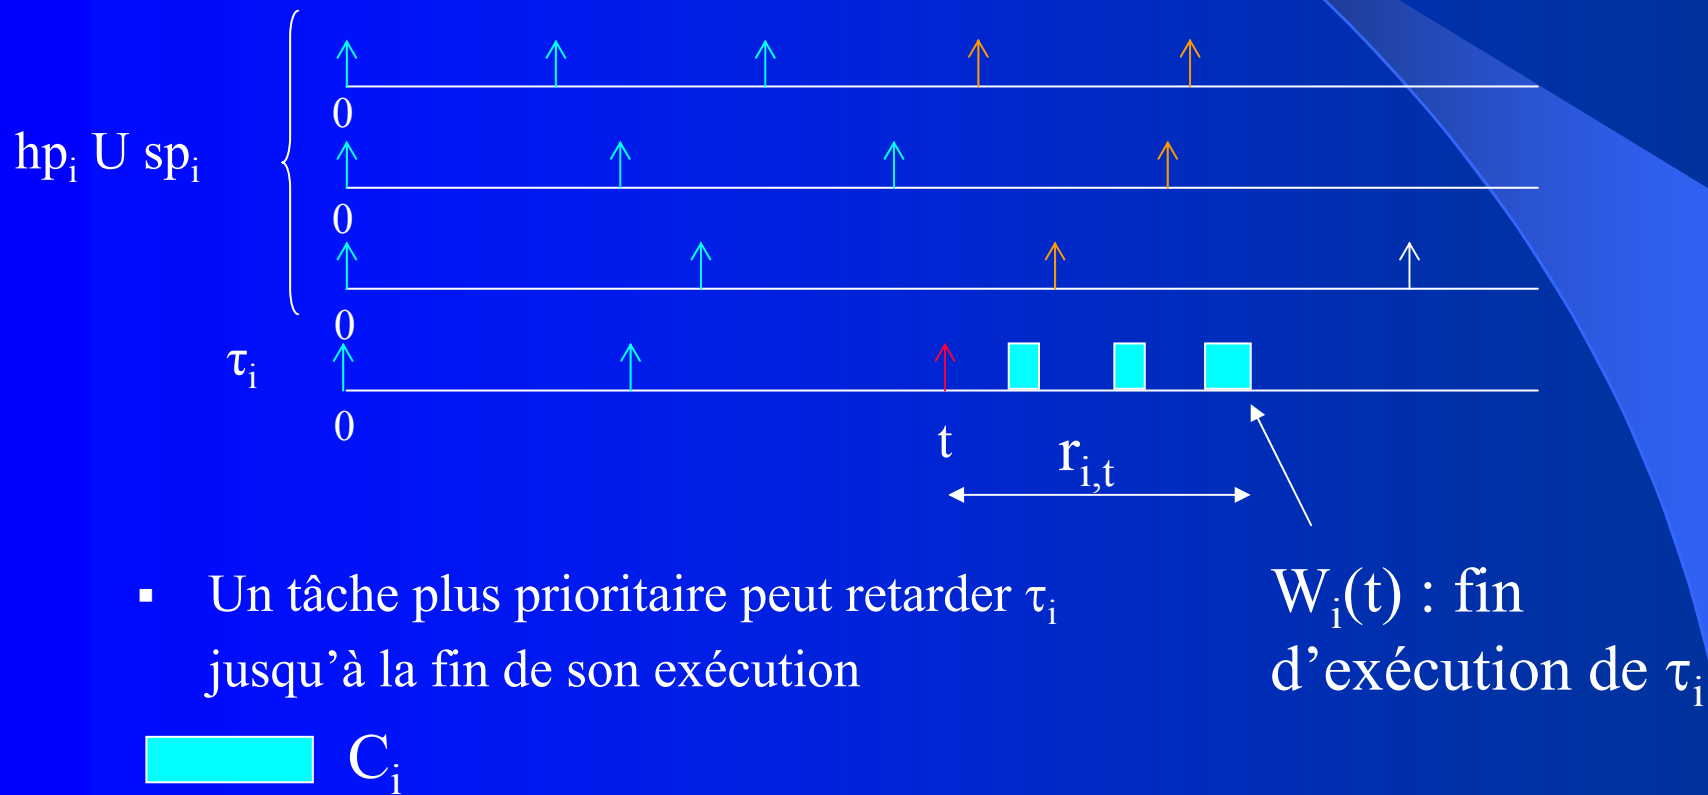 0
hpᵢ U spᵢ
0
0
τᵢ
0
t
rᵢ,ₜ
▪ Un tâche plus prioritaire peut retarder τᵢ
jusqu’à la fin de son exécution
Wᵢ(t) : fin
d’exécution de τᵢ
Cᵢ